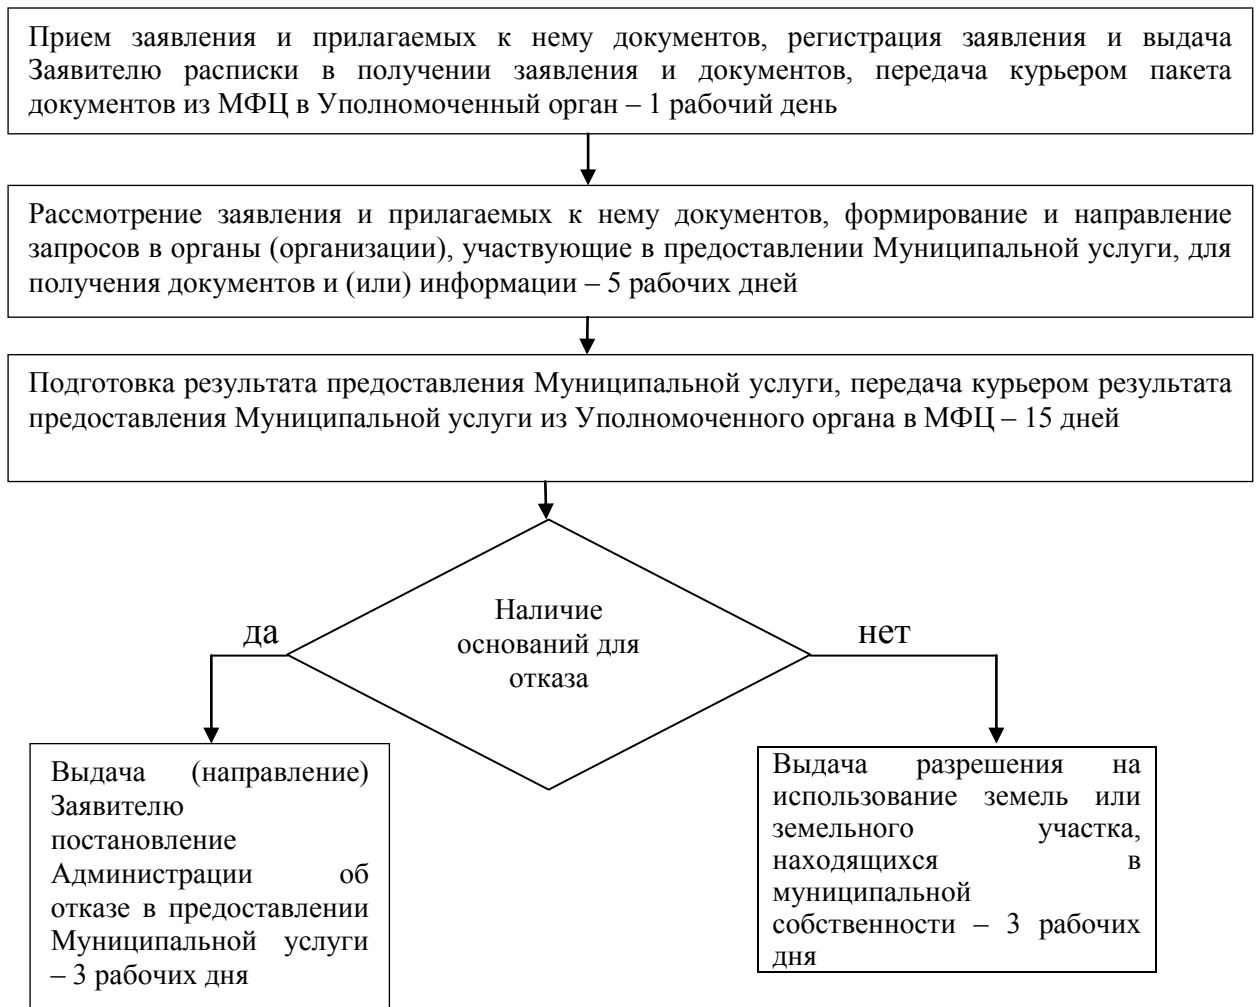 Прием заявления и прилагаемых к нему документов, регистрация заявления и выдача
Заявителю расписки в получении заявления и документов, передача курьером пакета
документов из МФЦ в Уполномоченный орган – 1 рабочий день
Рассмотрение заявления и прилагаемых к нему документов, формирование и направление
запросов в органы (организации), участвующие в предоставлении Муниципальной услуги, для
получения документов и (или) информации – 5 рабочих дней
Подготовка результата предоставления Муниципальной услуги, передача курьером результата
предоставления Муниципальной услуги из Уполномоченного органа в МФЦ – 15 дней
Наличие
оснований для
отказа
да
нет
Выдача (направление)
Заявителю
постановление
Администрации об
отказе в предоставлении
Муниципальной услуги
– 3 рабочих дня
Выдача разрешения на
использование земель или
земельного участка,
находящихся в
муниципальной
собственности – 3 рабочих
дня